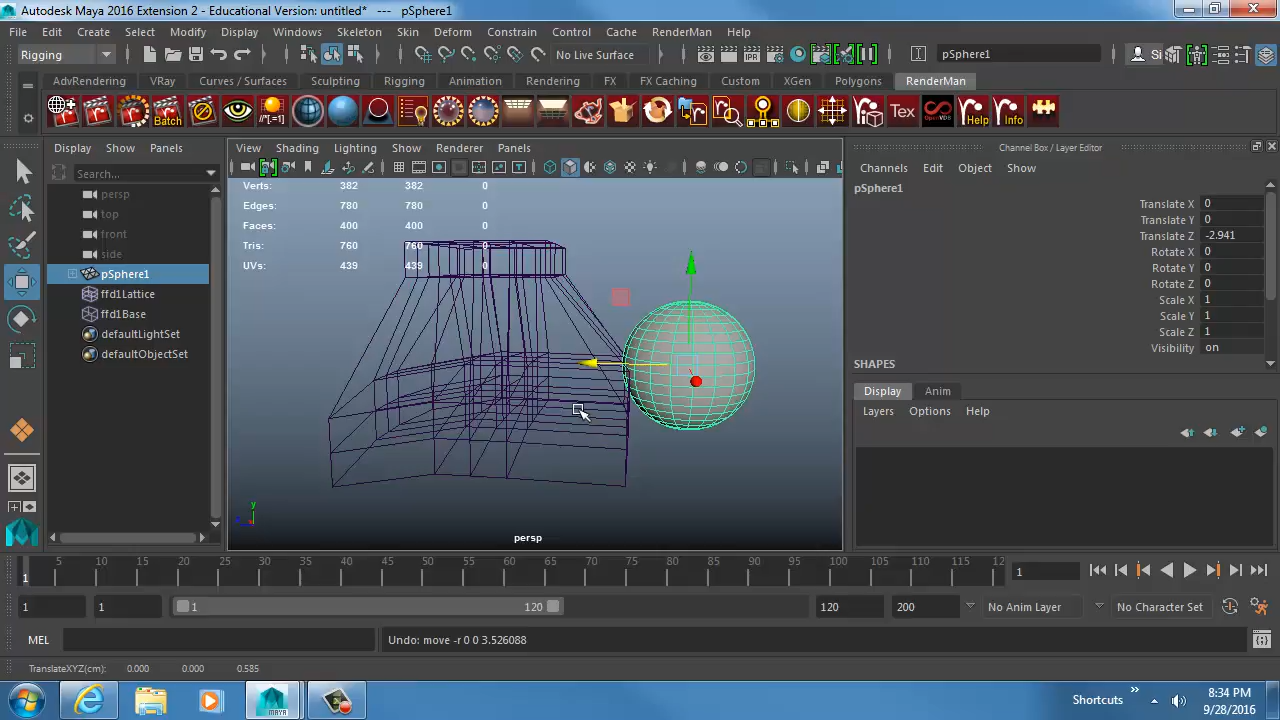 Autodesk Maya 2016 Extension 2 - Educational Version: untitled* --- pSphere1
File Edit Create Select Modify Display Windows Skeleton Skin Deform Constrain Control Cache RenderMan Help
Rigging No Live Surface pSphere1 Si
AdvRendering VRay Curves / Surfaces Sculpting Rigging Animation Rendering FX FX Caching Custom XGen Polygons RenderMan
Batch //*[..=1] Tex OpenVDB Help Info
Display Show Panels
Search...
persp
top
front
side
pSphere1
ffd1Lattice
ffd1Base
defaultLightSet
defaultObjectSet
View Shading Lighting Show Renderer Panels
Verts: 382 382 0
Edges: 780 780 0
Faces: 400 400 0
Tris: 760 760 0
UVs: 439 439 0
y
persp
Channel Box / Layer Editor
Channels Edit Object Show
pSphere1
Translate X 0
Translate Y 0
Translate Z -2.941
Rotate X 0
Rotate Y 0
Rotate Z 0
Scale X 1
Scale Y 1
Scale Z 1
Visibility on
SHAPES
Display Anim
Layers Options Help
1 5 10 15 20 25 30 35 40 45 50 55 60 65 70 75 80 85 90 95 100 105 110 115 12
1
1 1 1 120 120 200 No Anim Layer No Character Set
MEL Undo: move -r 0 0 3.526088
TranslateXYZ(cm): 0.000 0.000 0.585
MAYA
Shortcuts
8:34 PM
9/28/2016